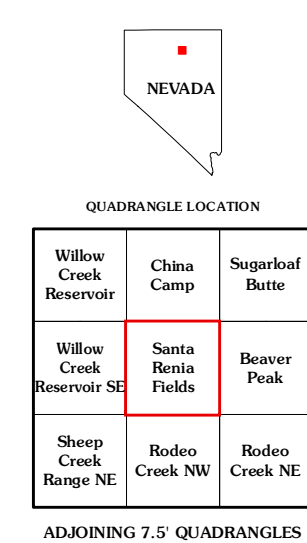 NEVADA
QUADRANGLE LOCATION
Willow
Creek
Reservoir
China
Camp
Sugarloaf
Butte
Willow
Creek
Reservoir SE
Santa
Renia
Fields
Beaver
Peak
Sheep
Creek
Range NE
Rodeo
Creek NW
Rodeo
Creek NE
ADJOINING 7.5' QUADRANGLES